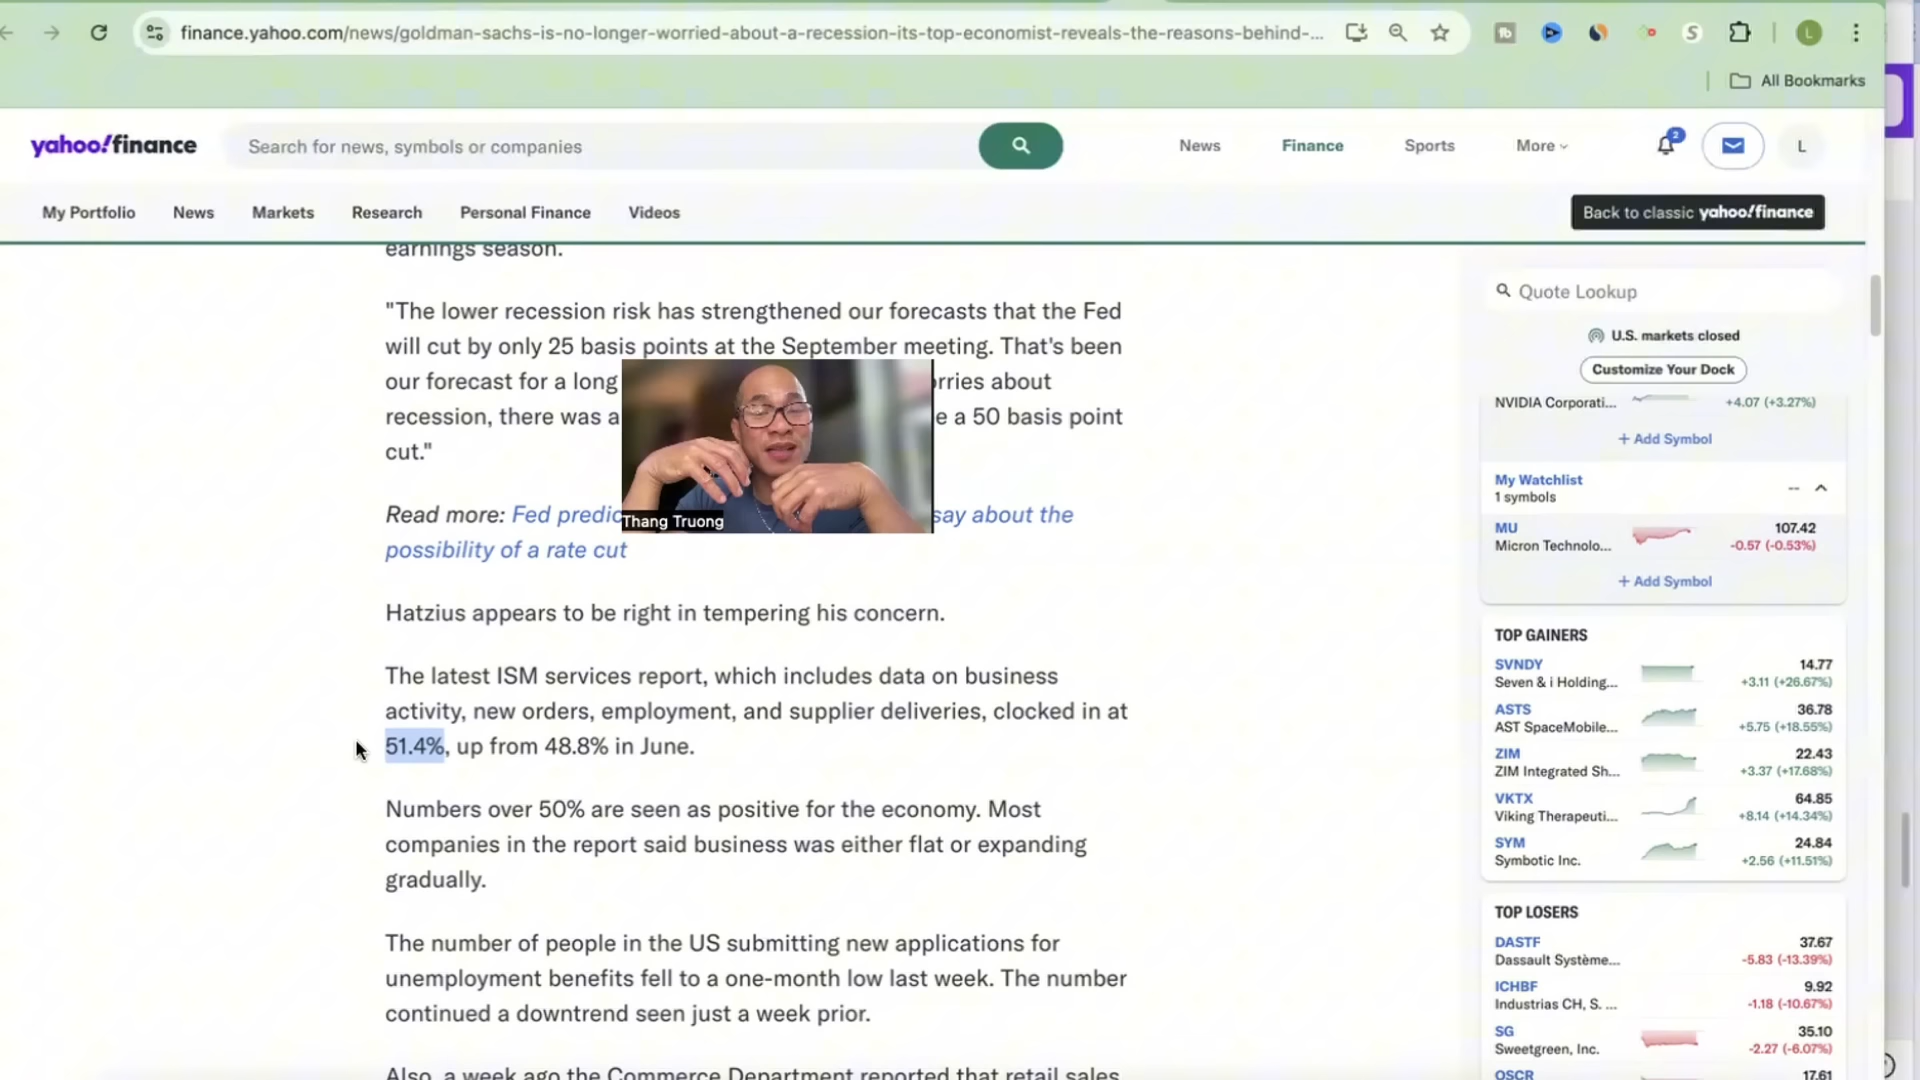 finance.yahoo.com/news/goldman-sachs-is-no-longer-worried-about-a-recession-its-top-economist-reveals-the-reasons-behind-...
L
All Bookmarks
yahoo!finance
Search for news, symbols or companies
News
Finance
Sports
More
2
L
My Portfolio
News
Markets
Research
Personal Finance
Videos
Back to classic yahoo!finance
earnings season.
"The lower recession risk has strengthened our forecasts that the Fed
will cut by only 25 basis points at the September meeting. That's been
our forecast for a long rries about
recession, there was a e a 50 basis point
cut."
Read more: Fed predic say about the
possibility of a rate cut
Thang Truong
Hatzius appears to be right in tempering his concern.
The latest ISM services report, which includes data on business
activity, new orders, employment, and supplier deliveries, clocked in at
51.4%, up from 48.8% in June.
Numbers over 50% are seen as positive for the economy. Most
companies in the report said business was either flat or expanding
gradually.
The number of people in the US submitting new applications for
unemployment benefits fell to a one-month low last week. The number
continued a downtrend seen just a week prior.
Also, a week ago the Commerce Department reported that retail sales
Quote Lookup
U.S. markets closed
Customize Your Dock
NVIDIA Corporati... +4.07 (+3.27%)
+ Add Symbol
My Watchlist --
1 symbols
MU 107.42
Micron Technolo... -0.57 (-0.53%)
+ Add Symbol
TOP GAINERS
SVNDY 14.77
Seven & i Holding... +3.11 (+26.67%)
ASTS 36.78
AST SpaceMobile... +5.75 (+18.55%)
ZIM 22.43
ZIM Integrated Sh... +3.37 (+17.68%)
VKTX 64.85
Viking Therapeuti... +8.14 (+14.34%)
SYM 24.84
Symbotic Inc. +2.56 (+11.51%)
TOP LOSERS
DASTF 37.67
Dassault Système... -5.83 (-13.39%)
ICHBF 9.92
Industrias CH, S. ... -1.18 (-10.67%)
SG 35.10
Sweetgreen, Inc. -2.27 (-6.07%)
OSCR 17.61